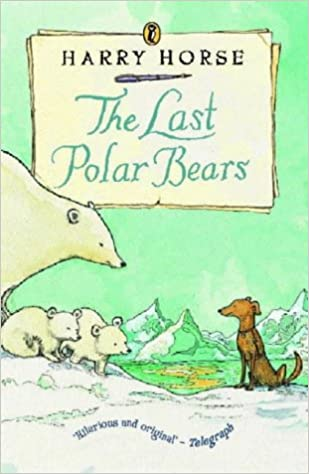 HARRY HORSE
The Last
Polar Bears
'Hilarious and original' – Telegraph